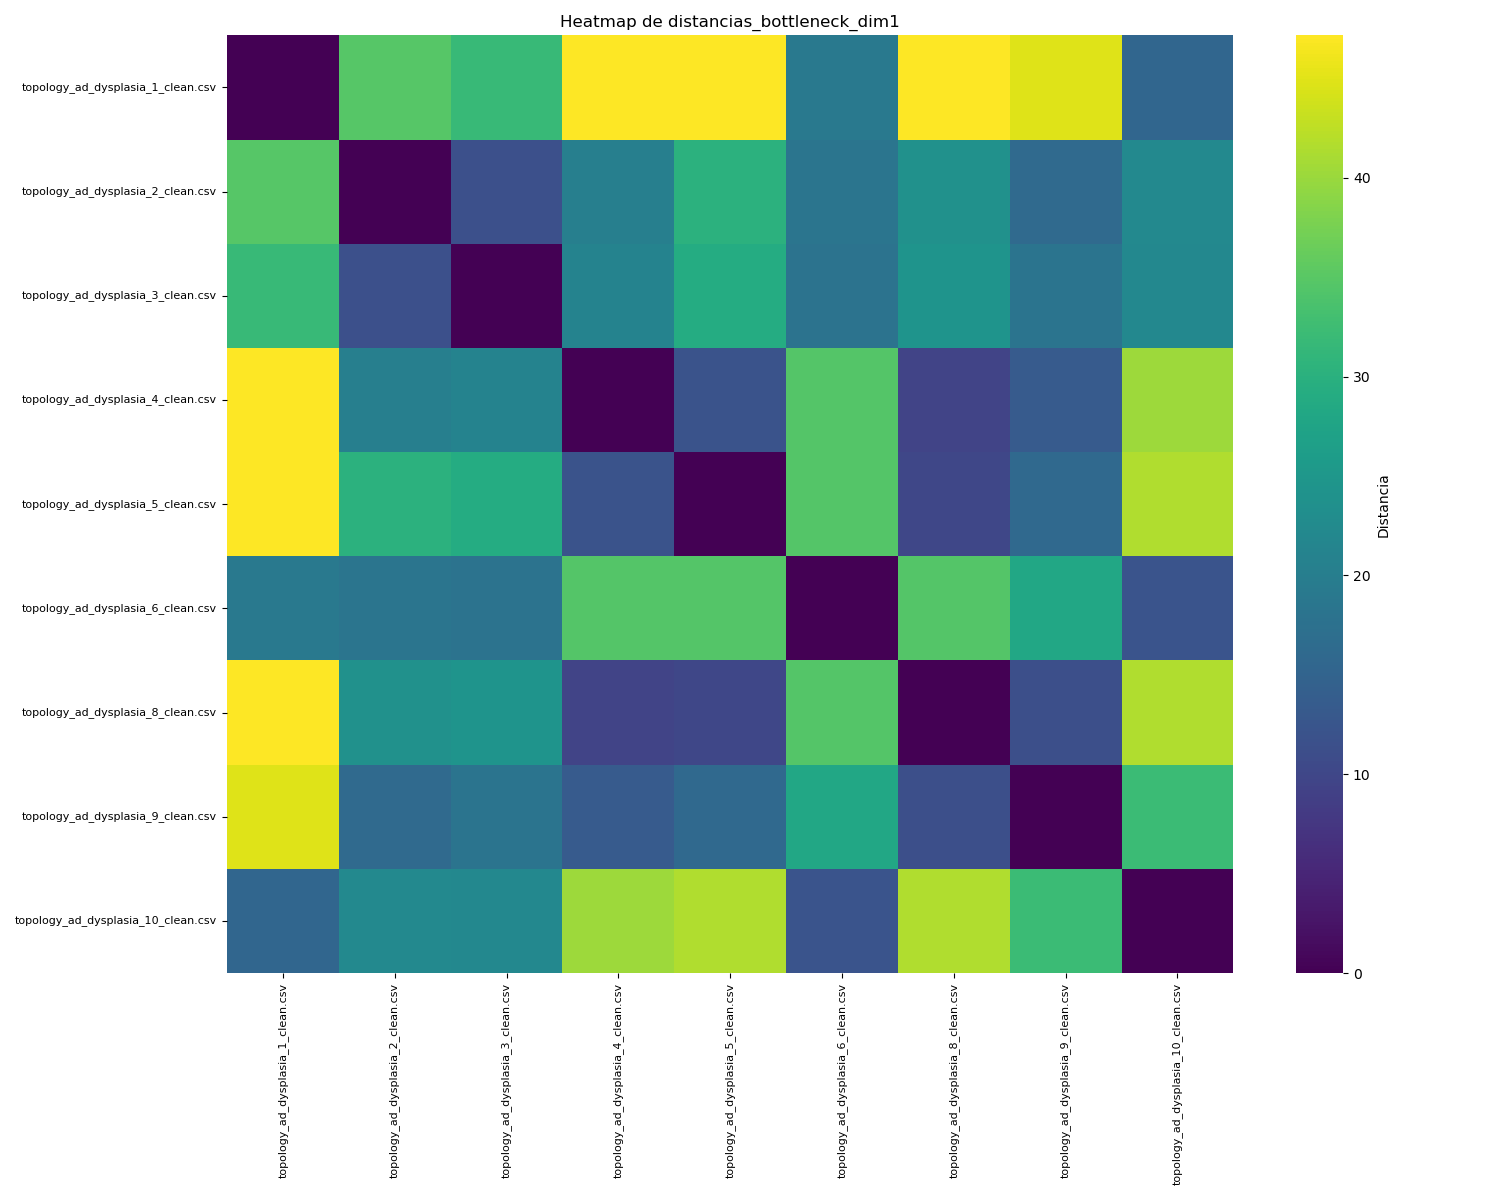 Heatmap de distancias_bottleneck_dim1
topology_ad_dysplasia_1_clean.csv
topology_ad_dysplasia_2_clean.csv
topology_ad_dysplasia_3_clean.csv
topology_ad_dysplasia_4_clean.csv
topology_ad_dysplasia_5_clean.csv
topology_ad_dysplasia_6_clean.csv
topology_ad_dysplasia_8_clean.csv
topology_ad_dysplasia_9_clean.csv
topology_ad_dysplasia_10_clean.csv
topology_ad_dysplasia_1_clean.csv
topology_ad_dysplasia_2_clean.csv
topology_ad_dysplasia_3_clean.csv
topology_ad_dysplasia_4_clean.csv
topology_ad_dysplasia_5_clean.csv
topology_ad_dysplasia_6_clean.csv
topology_ad_dysplasia_8_clean.csv
topology_ad_dysplasia_9_clean.csv
topology_ad_dysplasia_10_clean.csv
40
30
20
10
0
Distancia